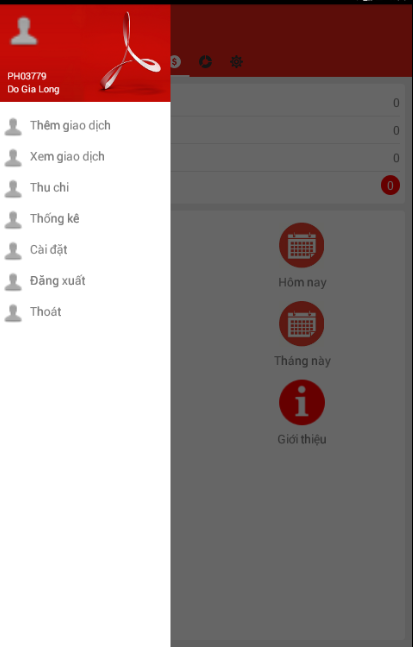 $
PH03779
Do Gia Long
Thêm giao dịch
Xem giao dịch
Thu chi
Thống kê
Cài đặt
Đăng xuất
Thoát
0
0
0
0
Hôm nay
Tháng này
i
Giới thiệu